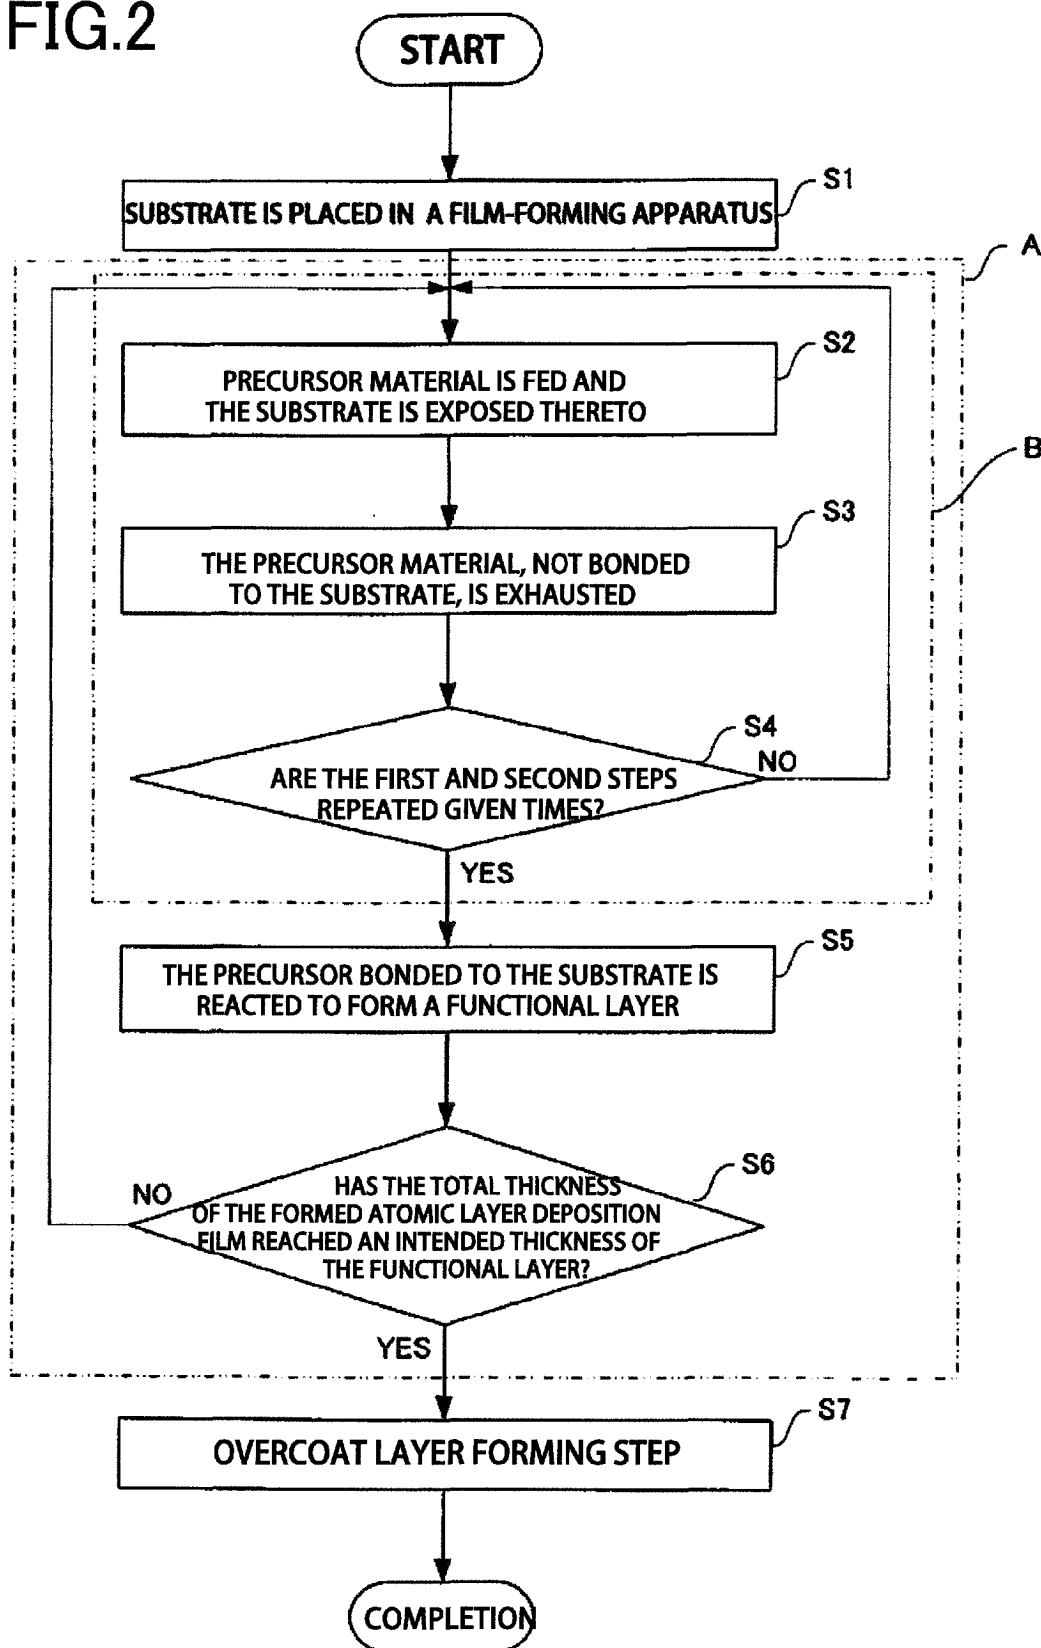 FIG.2
START
S1
SUBSTRATE IS PLACED IN A FILM-FORMING APPARATUS
A
S2
PRECURSOR MATERIAL IS FED AND
THE SUBSTRATE IS EXPOSED THERETO
B
S3
THE PRECURSOR MATERIAL, NOT BONDED
TO THE SUBSTRATE, IS EXHAUSTED
S4
NO
ARE THE FIRST AND SECOND STEPS
REPEATED GIVEN TIMES?
YES
S5
THE PRECURSOR BONDED TO THE SUBSTRATE IS
REACTED TO FORM A FUNCTIONAL LAYER
S6
NO
HAS THE TOTAL THICKNESS
OF THE FORMED ATOMIC LAYER DEPOSITION
FILM REACHED AN INTENDED THICKNESS OF
THE FUNCTIONAL LAYER?
YES
S7
OVERCOAT LAYER FORMING STEP
COMPLETION